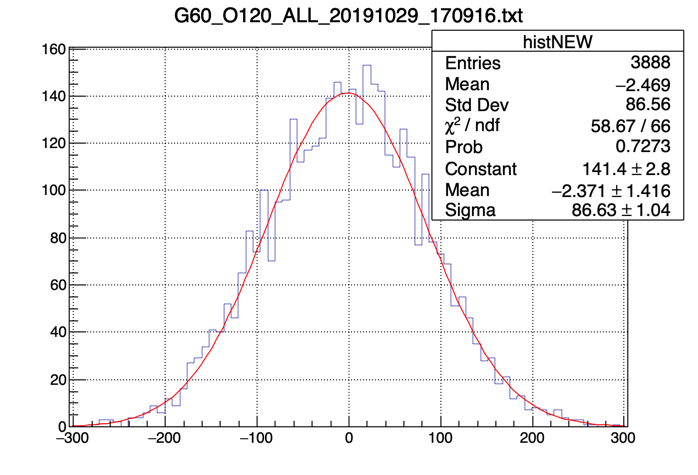 G60_O120_ALL_20191029_170916.txt
histNEW
Entries 3888
Mean −2.469
Std Dev 86.56
χ² / ndf 58.67 / 66
Prob 0.7273
Constant 141.4 ± 2.8
Mean −2.371 ± 1.416
Sigma 86.63 ± 1.04
160
140
120
100
80
60
40
20
0
−300 −200 −100 0 100 200 300